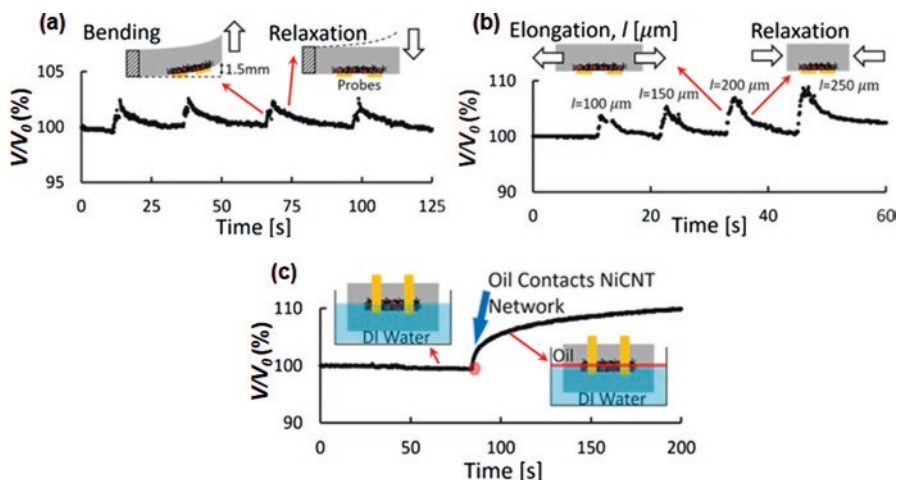 (a)
Bending
Relaxation
1.5mm
Probes
V/V0 (%)
105
100
95
0
25
50
75
100
125
Time [s]
(b)
Elongation, l [μm]
Relaxation
l=100 μm
l=150 μm
l=200 μm
l=250 μm
V/V0 (%)
110
100
90
0
20
40
60
Time [s]
(c)
Oil Contacts NiCNT
Network
DI Water
Oil
DI Water
V/V0 (%)
110
100
90
0
50
100
150
200
Time [s]